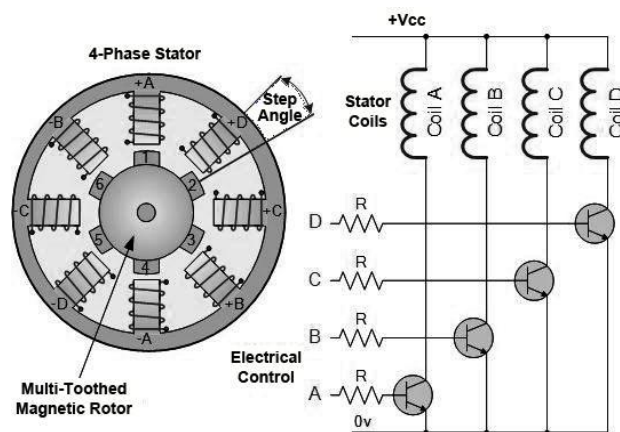 4-Phase Stator
+A
-B
+D
-C
+C
-D
+B
-A
1
2
3
4
5
6
Step
Angle
Multi-Toothed
Magnetic Rotor
+Vcc
Stator
Coils
Coil A
Coil B
Coil C
Coil D
D
R
C
R
B
R
A
R
Electrical
Control
0v